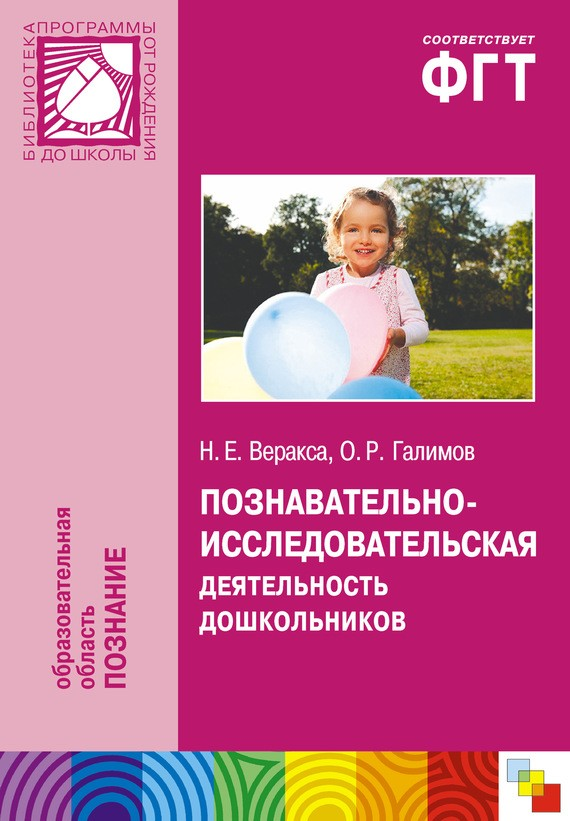 БИБЛИОТЕКА
ПРОГРАММЫ
ОТ РОЖДЕНИЯ
ДО ШКОЛЫ
СООТВЕТСТВУЕТ
ФГТ
Н. Е. Веракса, О. Р. Галимов
ПОЗНАВАТЕЛЬНО-
ИССЛЕДОВАТЕЛЬСКАЯ
ДЕЯТЕЛЬНОСТЬ
ДОШКОЛЬНИКОВ
образовательная
область
ПОЗНАНИЕ